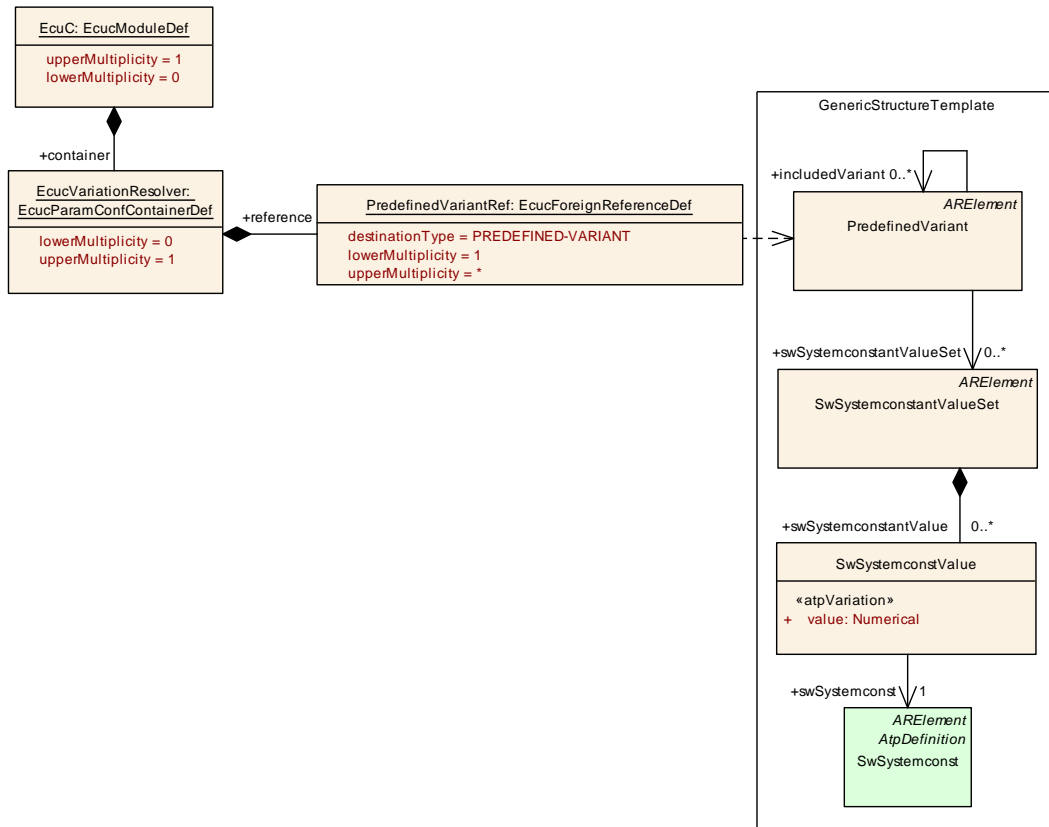 EcuC: EcucModuleDef
upperMultiplicity = 1
lowerMultiplicity = 0
+container
EcucVariationResolver:
EcucParamConfContainerDef
lowerMultiplicity = 0
upperMultiplicity = 1
+reference
PredefinedVariantRef: EcucForeignReferenceDef
destinationType = PREDEFINED-VARIANT
lowerMultiplicity = 1
upperMultiplicity = *
GenericStructureTemplate
+includedVariant 0..*
ARElement
PredefinedVariant
+swSystemconstantValueSet 0..*
ARElement
SwSystemconstantValueSet
+swSystemconstantValue 0..*
SwSystemconstValue
«atpVariation»
+ value: Numerical
+swSystemconst 1
ARElement
AtpDefinition
SwSystemconst